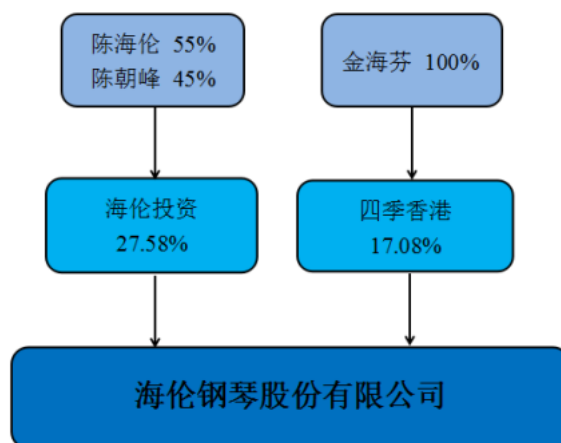 陈海伦 55%
陈朝峰 45%
金海芬 100%
海伦投资
27.58%
四季香港
17.08%
海伦钢琴股份有限公司